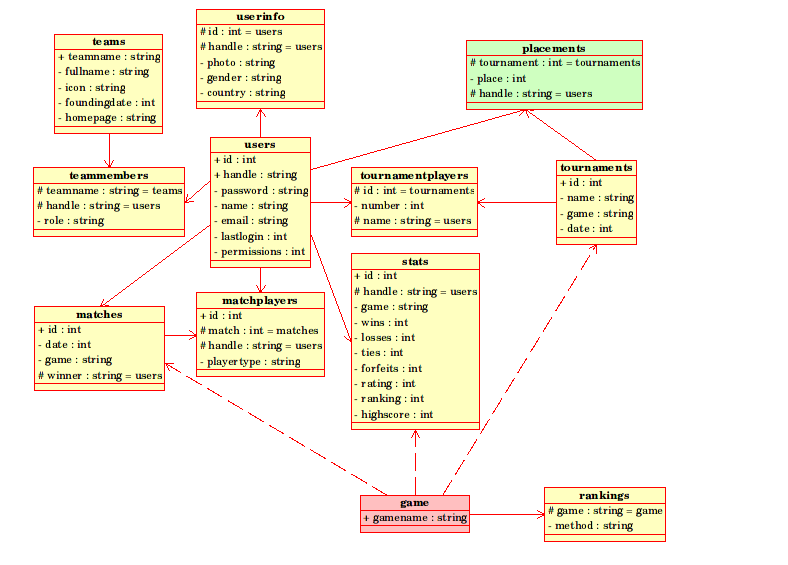 userinfo
# id : int = users
# handle : string = users
- photo : string
- gender : string
- country : string
teams
+ teamname : string
- fullname : string
- icon : string
- foundingdate : int
- homepage : string
placements
# tournament : int = tournaments
- place : int
# handle : string = users
users
+ id : int
+ handle : string
- password : string
- name : string
- email : string
- lastlogin : int
- permissions : int
teammembers
# teamname : string = teams
# handle : string = users
- role : string
tournamentplayers
# id : int = tournaments
- number : int
# name : string = users
tournaments
+ id : int
- name : string
- game : string
- date : int
stats
+ id : int
# handle : string = users
- game : string
- wins : int
- losses : int
- ties : int
- forfeits : int
- rating : int
- ranking : int
- highscore : int
matches
+ id : int
- date : int
- game : string
# winner : string = users
matchplayers
+ id : int
# match : int = matches
# handle : string = users
- playertype : string
game
+ gamename : string
rankings
# game : string = game
- method : string